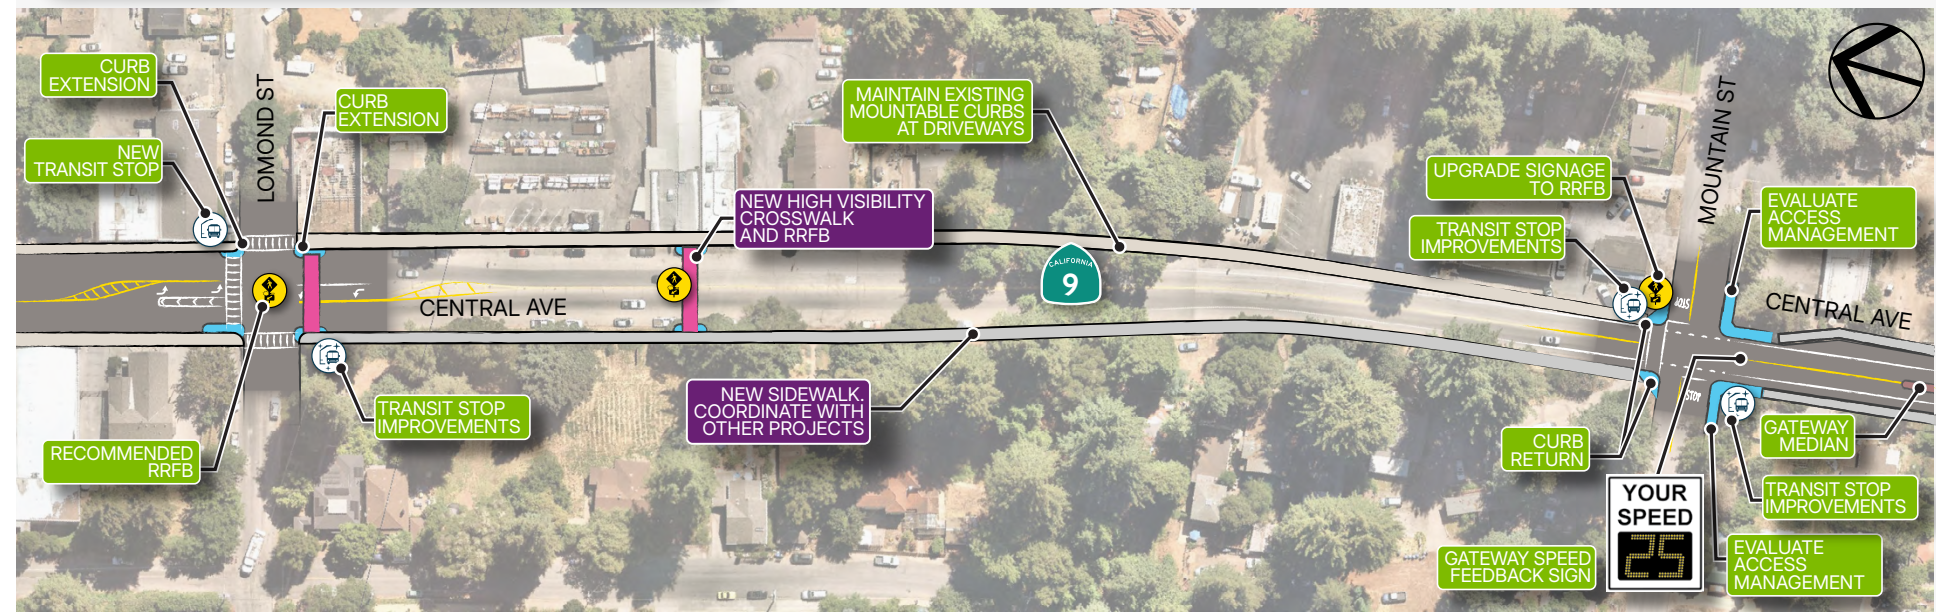 CURB
EXTENSION
LOMOND ST
CURB
EXTENSION
NEW
TRANSIT STOP
MAINTAIN EXISTING
MOUNTABLE CURBS
AT DRIVEWAYS
NEW HIGH VISIBILITY
CROSSWALK
AND RRFB
MOUNTAIN ST
UPGRADE SIGNAGE
TO RRFB
TRANSIT STOP
IMPROVEMENTS
EVALUATE
ACCESS
MANAGEMENT
CALIFORNIA
9
CENTRAL AVE
CENTRAL AVE
STOP
STOP
NEW SIDEWALK.
COORDINATE WITH
OTHER PROJECTS
TRANSIT STOP
IMPROVEMENTS
RECOMMENDED
RRFB
CURB
RETURN
GATEWAY
MEDIAN
YOUR
SPEED
25
TRANSIT STOP
IMPROVEMENTS
GATEWAY SPEED
FEEDBACK SIGN
EVALUATE
ACCESS
MANAGEMENT